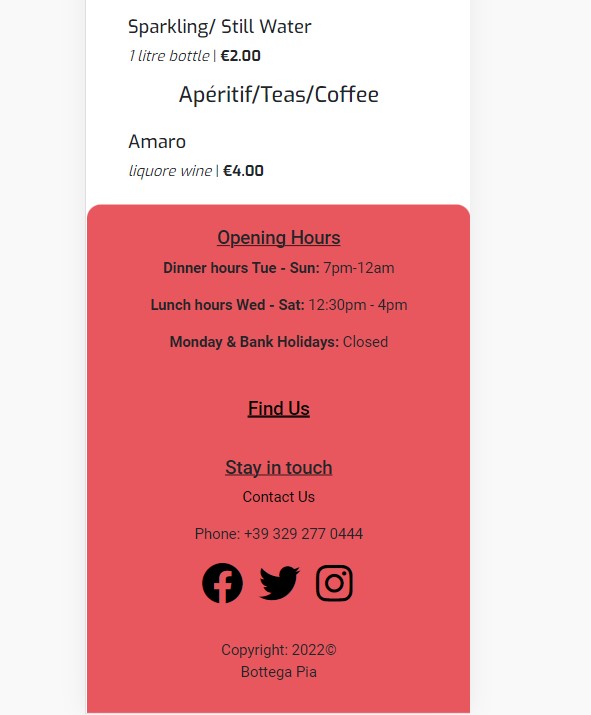 Sparkling/ Still Water
1 litre bottle | €2.00
Apéritif/Teas/Coffee
Amaro
liquore wine | €4.00
Opening Hours
Dinner hours Tue - Sun: 7pm-12am
Lunch hours Wed - Sat: 12:30pm - 4pm
Monday & Bank Holidays: Closed
Find Us
Stay in touch
Contact Us
Phone: +39 329 277 0444
Copyright: 2022©
Bottega Pia